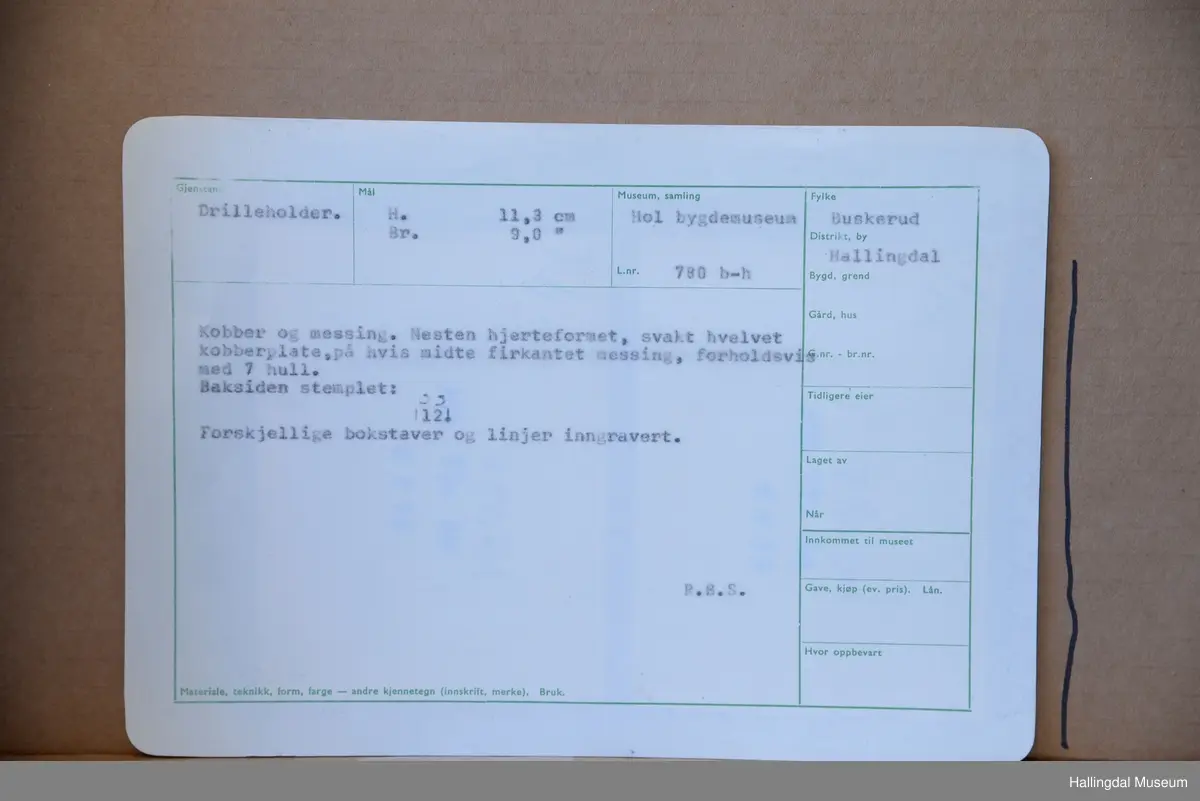 Gjenstan
Drilleholder.
Mål
H. 11,3 cm
Br. 9,0 "
Museum, samling
Hol bygdemuseum
L.nr. 780 b-h
Fylke
Buskerud
Distrikt, by
Hallingdal
Bygd, grend
Gård, hus
G.nr. - br.nr.
Tidligere eier
Laget av
Når
Innkommet til museet
Gave, kjøp (ev. pris). Lån.
Hvor oppbevart
Kobber og messing. Nesten hjerteformet, svakt hvelvet
kobberplate,på hvis midte firkantet messing, forholdsvis
med 7 hull.
Baksiden stemplet:
12
Forskjellige bokstaver og linjer inngravert.
R.B.S.
Materiale, teknikk, form, farge — andre kjennetegn (innskrift, merke). Bruk.
Hallingdal Museum